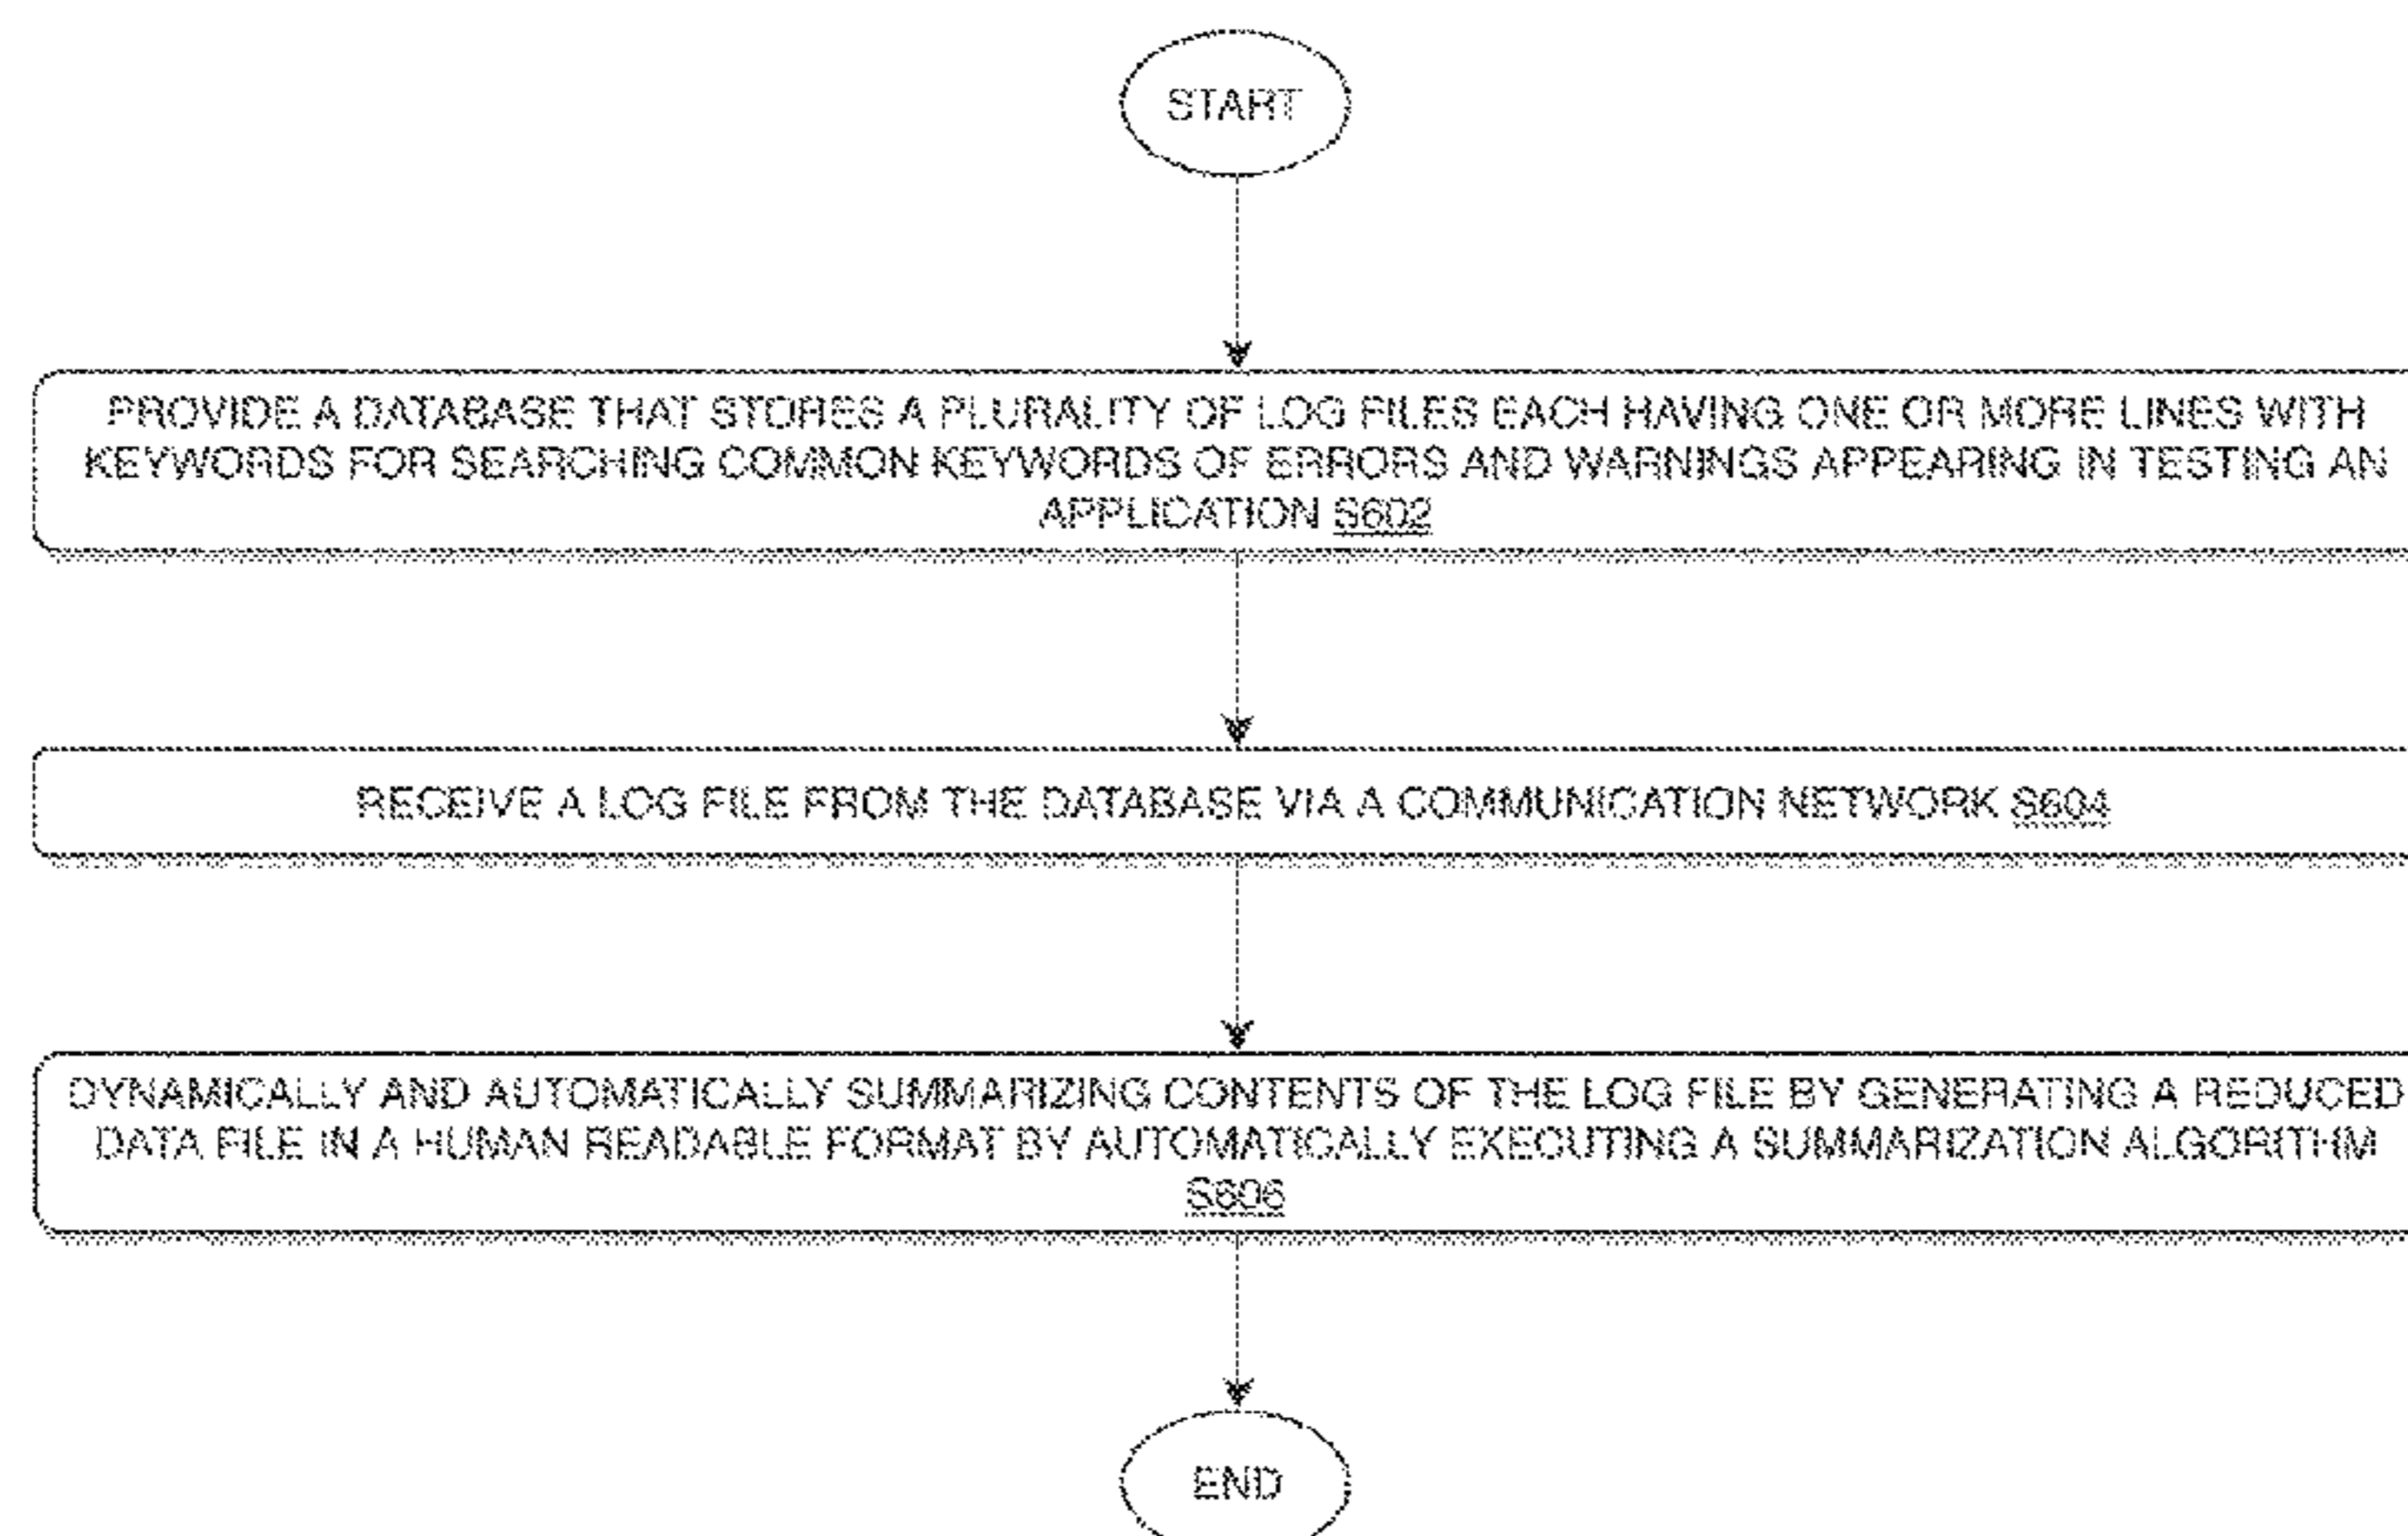 START
PROVIDE A DATABASE THAT STORES A PLURALITY OF LOG FILES EACH HAVING ONE OR MORE LINES WITH
KEYWORDS FOR SEARCHING COMMON KEYWORDS OF ERRORS AND WARNINGS APPEARING IN TESTING AN
APPLICATION S602
RECEIVE A LOG FILE FROM THE DATABASE VIA A COMMUNICATION NETWORK S604
DYNAMICALLY AND AUTOMATICALLY SUMMARIZING CONTENTS OF THE LOG FILE BY GENERATING A REDUCED
DATA FILE IN A HUMAN READABLE FORMAT BY AUTOMATICALLY EXECUTING A SUMMARIZATION ALGORITHM
S606
END